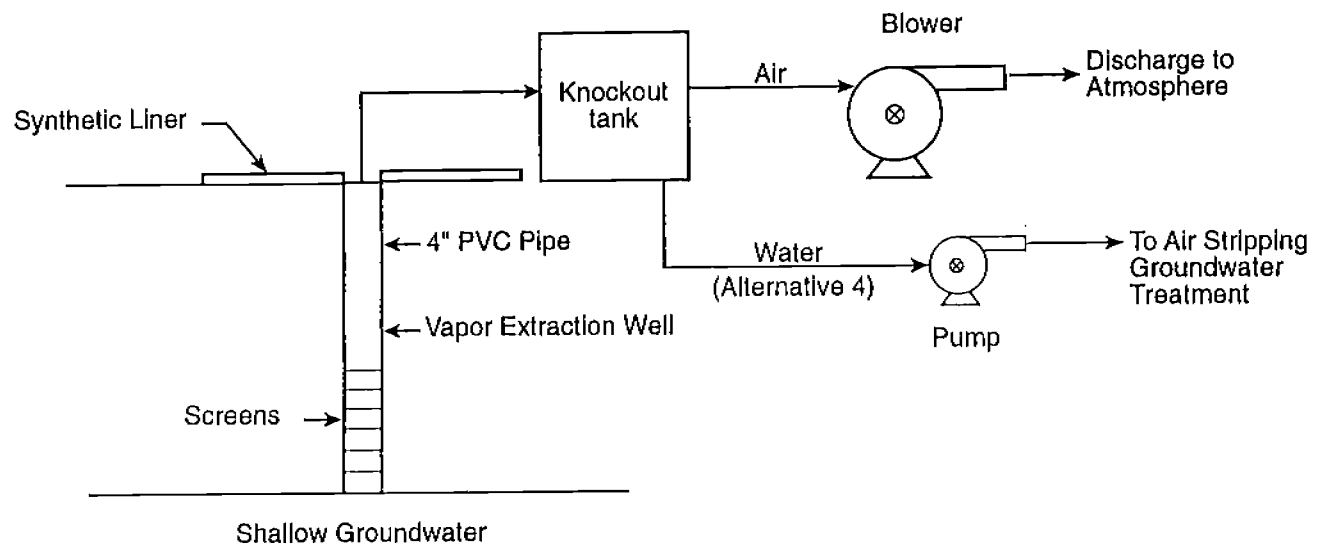 Blower
Discharge to
Atmosphere
Air
Knockout
tank
Synthetic Liner
4" PVC Pipe
Water
(Alternative 4)
To Air Stripping
Groundwater
Treatment
Vapor Extraction Well
Pump
Screens
Shallow Groundwater